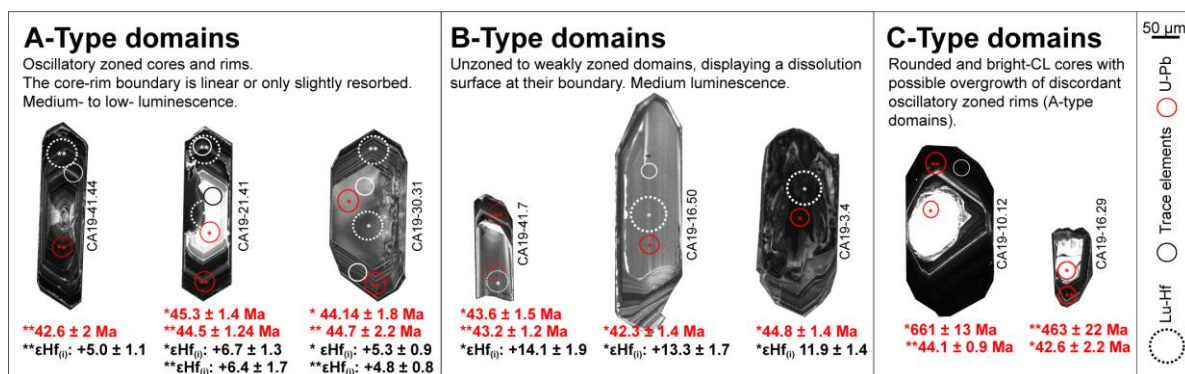 A-Type domains
Oscillatory zoned cores and rims.
The core-rim boundary is linear or only slightly resorbed.
Medium- to low- luminescence.
CA19-41.44
CA19-21.41
CA19-30.31
**42.6 ± 2 Ma
**εHf(i): +5.0 ± 1.1
*45.3 ± 1.4 Ma
**44.5 ± 1.24 Ma
*εHf(i): +6.7 ± 1.3
**εHf(i): +6.4 ± 1.7
* 44.14 ± 1.8 Ma
** 44.7 ± 2.2 Ma
* εHf(i): +5.3 ± 0.9
**εHf(i): +4.8 ± 0.8
B-Type domains
Unzoned to weakly zoned domains, displaying a dissolution
surface at their boundary. Medium luminescence.
CA19-41.7
CA19-16.50
CA19-3.4
*43.6 ± 1.5 Ma
**43.2 ± 1.2 Ma
*εHf(i): +14.1 ± 1.9
*42.3 ± 1.4 Ma
*εHf(i): +13.3 ± 1.7
*44.8 ± 1.4 Ma
*εHf(i) 11.9 ± 1.4
C-Type domains
Rounded and bright-CL cores with
possible overgrowth of discordant
oscillatory zoned rims (A-type
domains).
CA19-10.12
CA19-16.29
*661 ± 13 Ma
**44.1 ± 0.9 Ma
**463 ± 22 Ma
*42.6 ± 2.2 Ma
50 µm
U-Pb
Trace elements
Lu-Hf